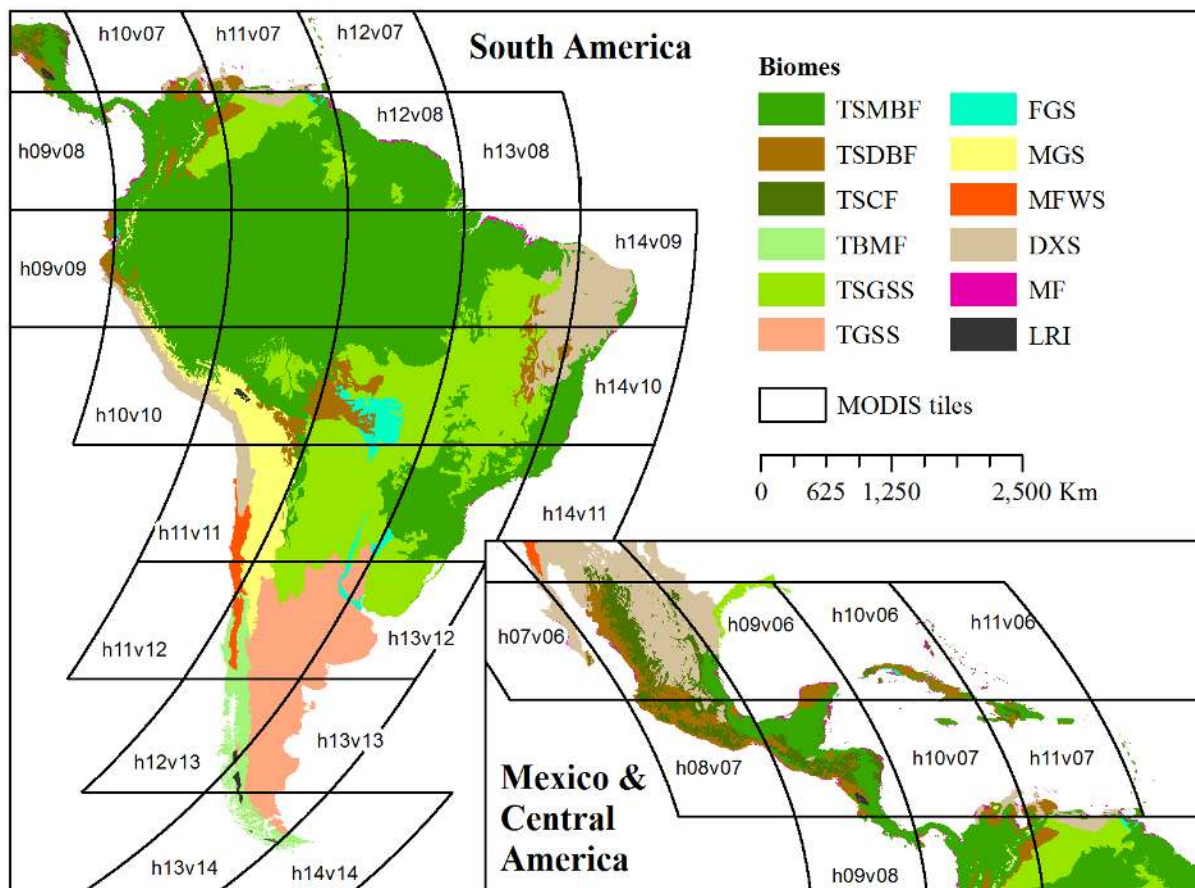 h10v07
h11v07
h12v07
South America
h09v08
h12v08
h13v08
h09v09
h14v09
h10v10
h14v10
h11v11
h14v11
h11v12
h13v12
h12v13
h13v13
h13v14
h14v14
Biomes
TSMBF
FGS
TSDBF
MGS
TSCF
MFWS
TBMF
DXS
TSGSS
MF
TGSS
LRI
MODIS tiles
0 625 1,250 2,500 Km
h07v06
h09v06
h10v06
h11v06
h08v07
h10v07
h11v07
Mexico &
Central
America
h09v08